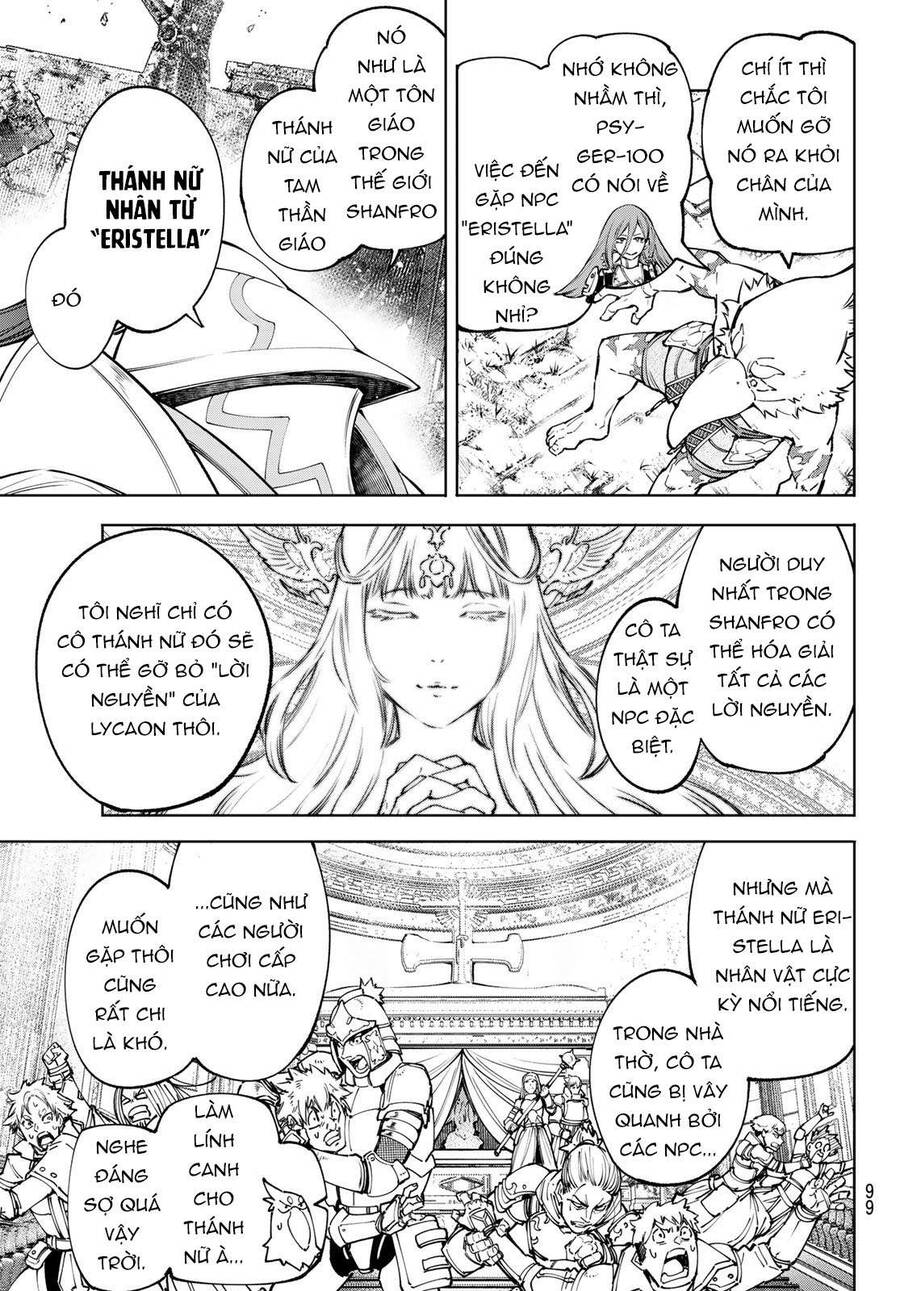 CHÍ ÍT THÌ
CHẮC TÔI
MUỐN GỠ
NÓ RA KHỎI
CHÂN CỦA
MÌNH.
NHỚ KHÔNG
NHẦM THÌ,
PSY-
GER-100
CÓ NÓI VỀ
VIỆC ĐẾN
GẶP NPC
"ERISTELLA"
ĐÚNG
KHÔNG
NHỈ?
NÓ
NHƯ LÀ
MỘT TÔN
GIÁO
TRONG
THẾ GIỚI
SHANFRO
THÁNH
NỮ CỦA
TAM
THẦN
GIÁO
THÁNH NỮ
NHÂN TỪ
"ERISTELLA"
ĐÓ
NGƯỜI DUY
NHẤT TRONG
SHANFRO CÓ
THỂ HÓA GIẢI
TẤT CẢ CÁC
LỜI NGUYỀN.
CÔ TA
THẬT SỰ
LÀ MỘT
NPC ĐẶC
BIỆT.
TÔI NGHĨ CHỈ CÓ
CÔ THÁNH NỮ ĐÓ SẼ
CÓ THỂ GỠ BỎ "LỜI
NGUYỀN" CỦA
LYCAON THÔI.
NHƯNG MÀ
THÁNH NỮ ERI-
STELLA LÀ
NHÂN VẬT CỰC
KỲ NỔI TIẾNG.
TRONG NHÀ
THỜ, CÔ TA
CŨNG BỊ VÂY
QUANH BỞI
CÁC NPC...
...CŨNG NHƯ
CÁC NGƯỜI
CHƠI CẤP
CAO NỮA.
MUỐN
GẶP THÔI
CŨNG
RẤT CHI
LÀ KHÓ.
LÀM
LÍNH
CANH
CHO
THÁNH
NỮ À...
NGHE
ĐÁNG
SỢ QUÁ
VẬY
TRỜI.
99